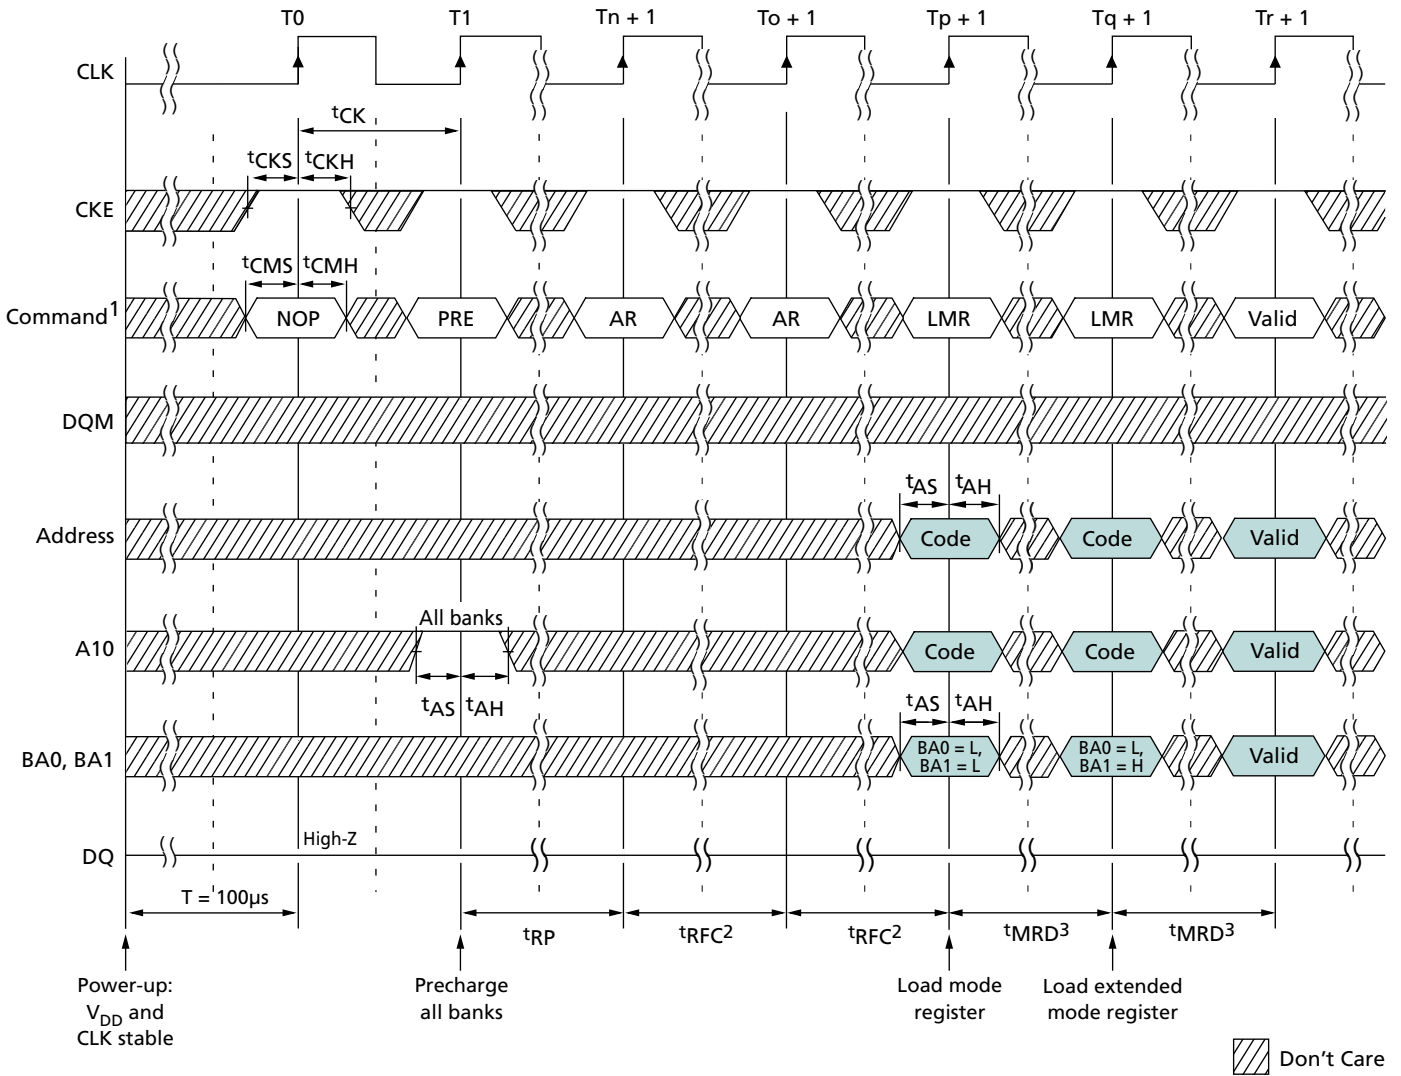 T0 T1 Tn + 1 To + 1 Tp + 1 Tq + 1 Tr + 1
CLK
tCK
tCKS tCKH
CKE
tCMS tCMH
Command1 NOP PRE AR AR LMR LMR Valid
DQM
tAS tAH
Address Code Code Valid
All banks
A10 Code Code Valid
tAS tAH tAS tAH
BA0, BA1 BA0 = L, BA1 = L BA0 = L, BA1 = H Valid
High-Z
DQ
T = 100µs
tRP tRFC2 tRFC2 tMRD3 tMRD3
Power-up:
VDD and
CLK stable
Precharge
all banks
Load mode
register
Load extended
mode register
Don't Care